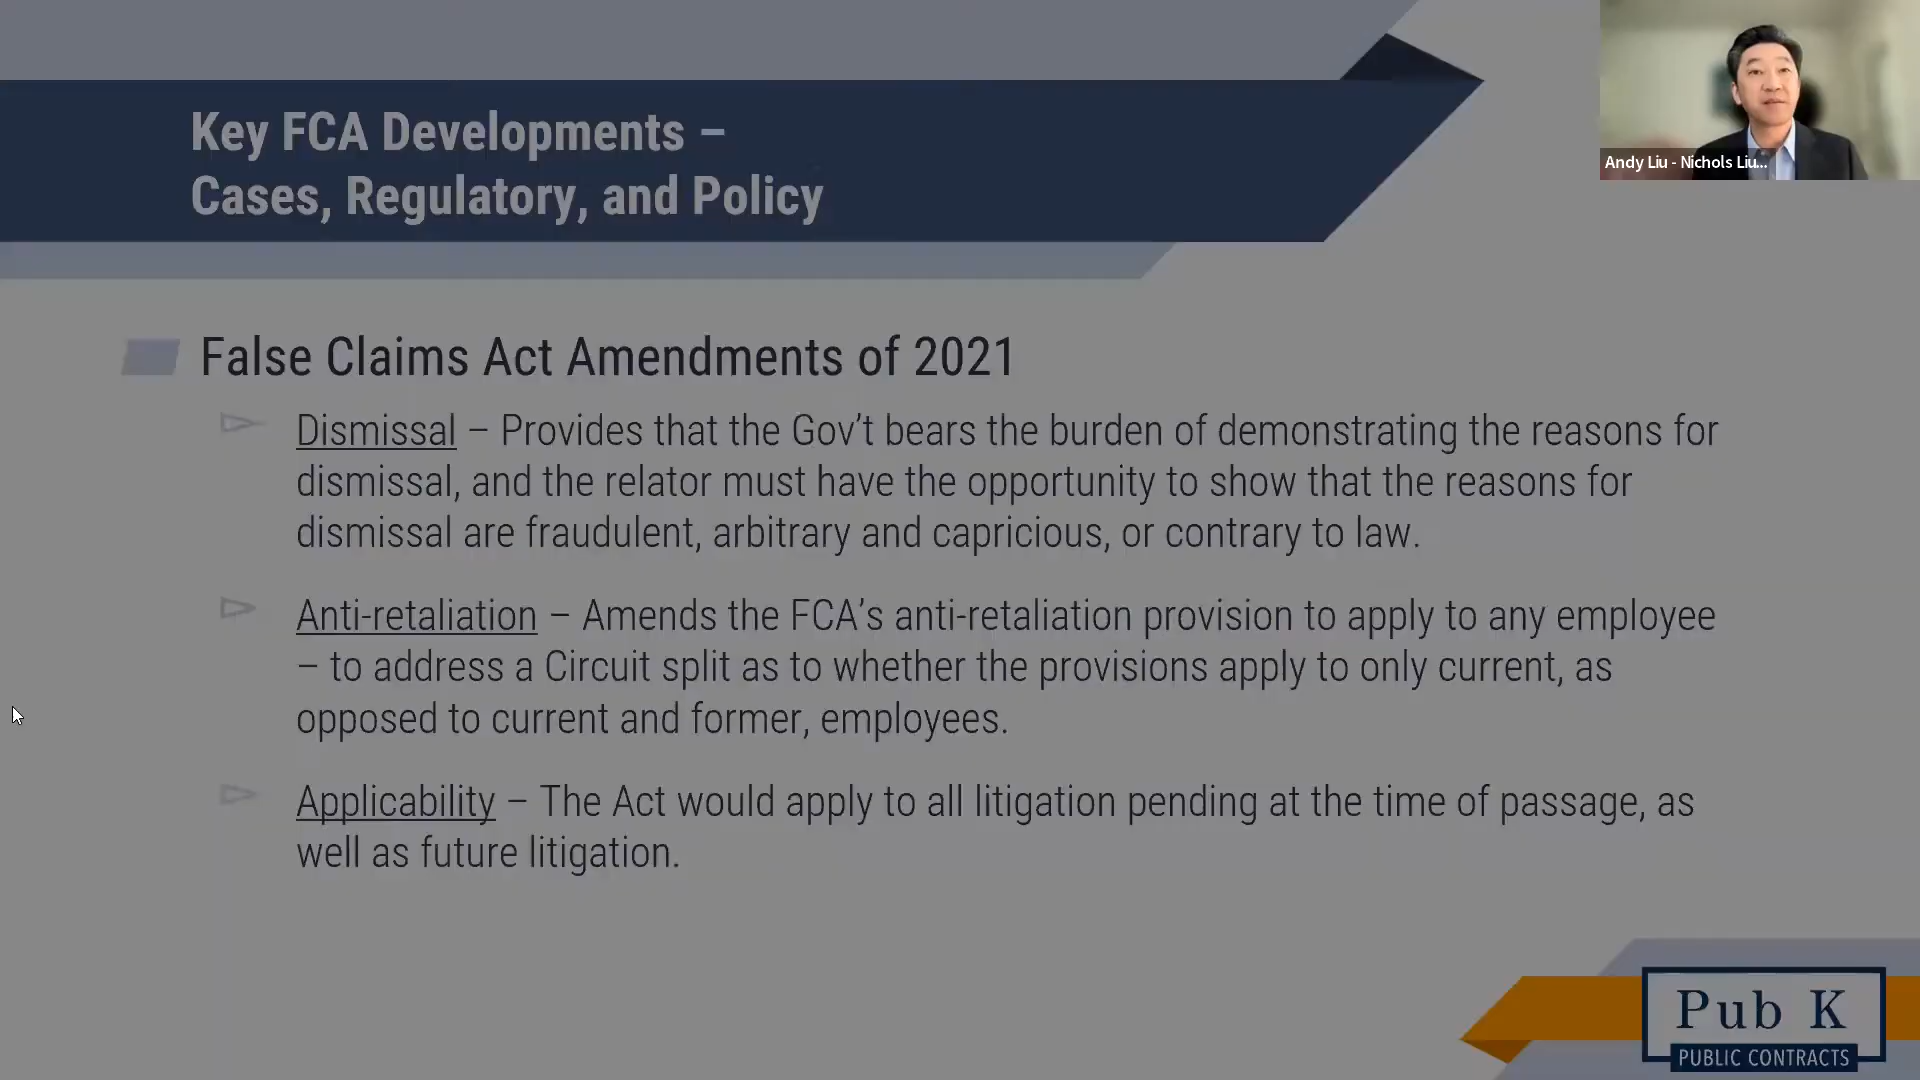 Key FCA Developments –
Cases, Regulatory, and Policy
Andy Liu - Nichols Liu...
False Claims Act Amendments of 2021
Dismissal – Provides that the Gov’t bears the burden of demonstrating the reasons for
dismissal, and the relator must have the opportunity to show that the reasons for
dismissal are fraudulent, arbitrary and capricious, or contrary to law.
Anti-retaliation – Amends the FCA’s anti-retaliation provision to apply to any employee
– to address a Circuit split as to whether the provisions apply to only current, as
opposed to current and former, employees.
Applicability – The Act would apply to all litigation pending at the time of passage, as
well as future litigation.
Pub K
PUBLIC CONTRACTS